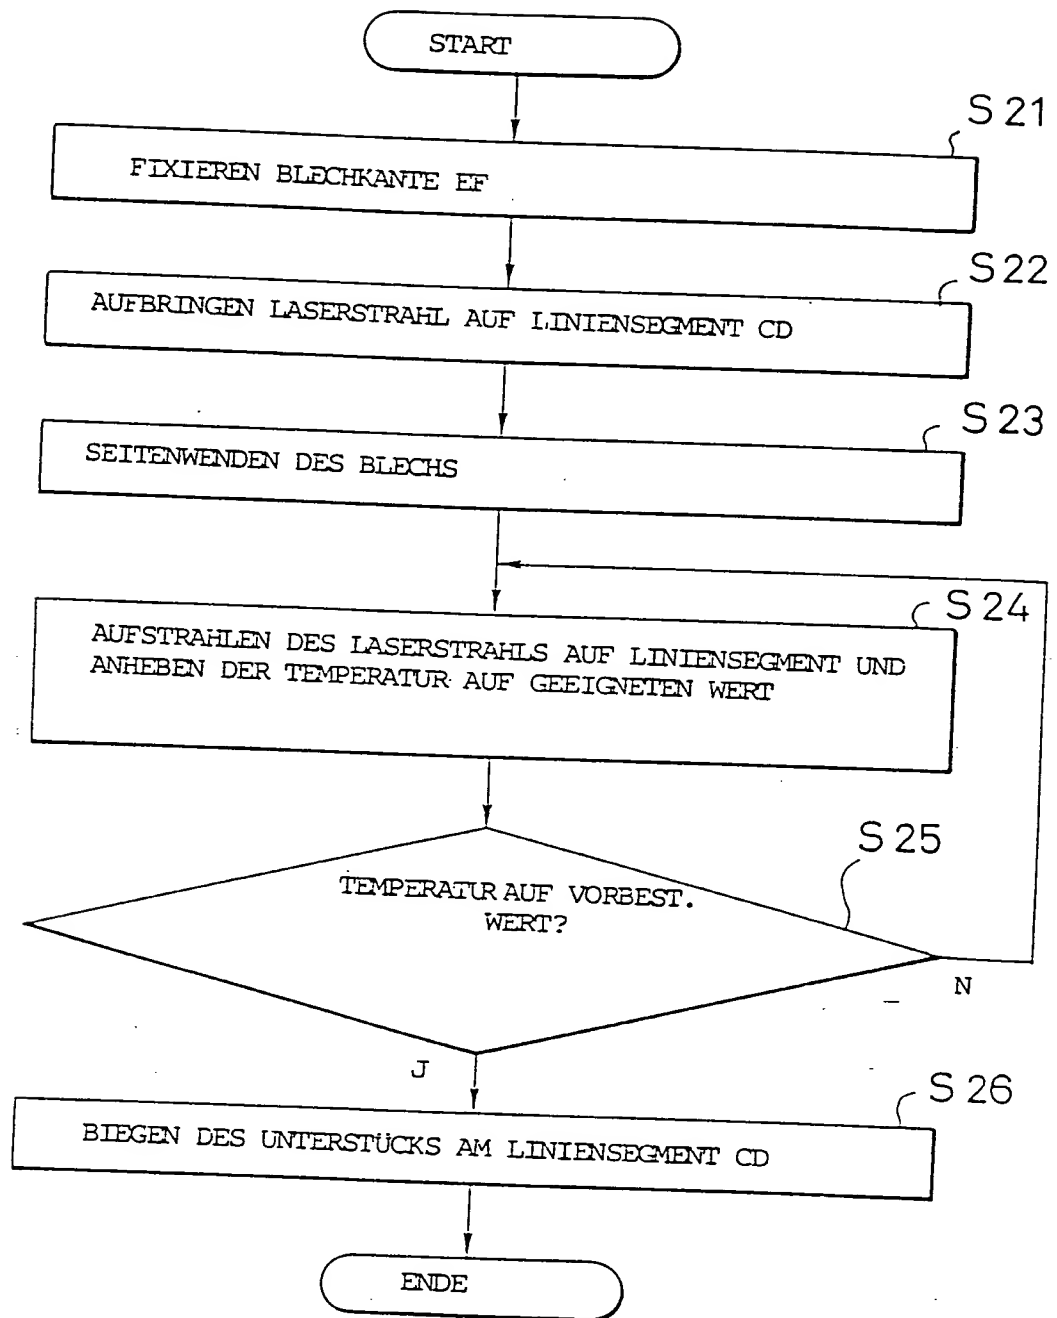 START
S 21
FIXIEREN BLECHKANTE EF
S 22
AUFBRINGEN LASERSTRAHL AUF LINIENSEGMENT CD
S 23
SEITENWENDEN DES BLECHS
S 24
AUFSTRAHLEN DES LASERSTRAHLS AUF LINIENSEGMENT UND
ANHEBEN DER TEMPERATUR AUF GEEIGNETEN WERT
S 25
TEMPERATUR AUF VORBEST.
WERT?
N
J
S 26
BIEGEN DES UNTERSTÜCKS AM LINIENSEGMENT CD
ENDE